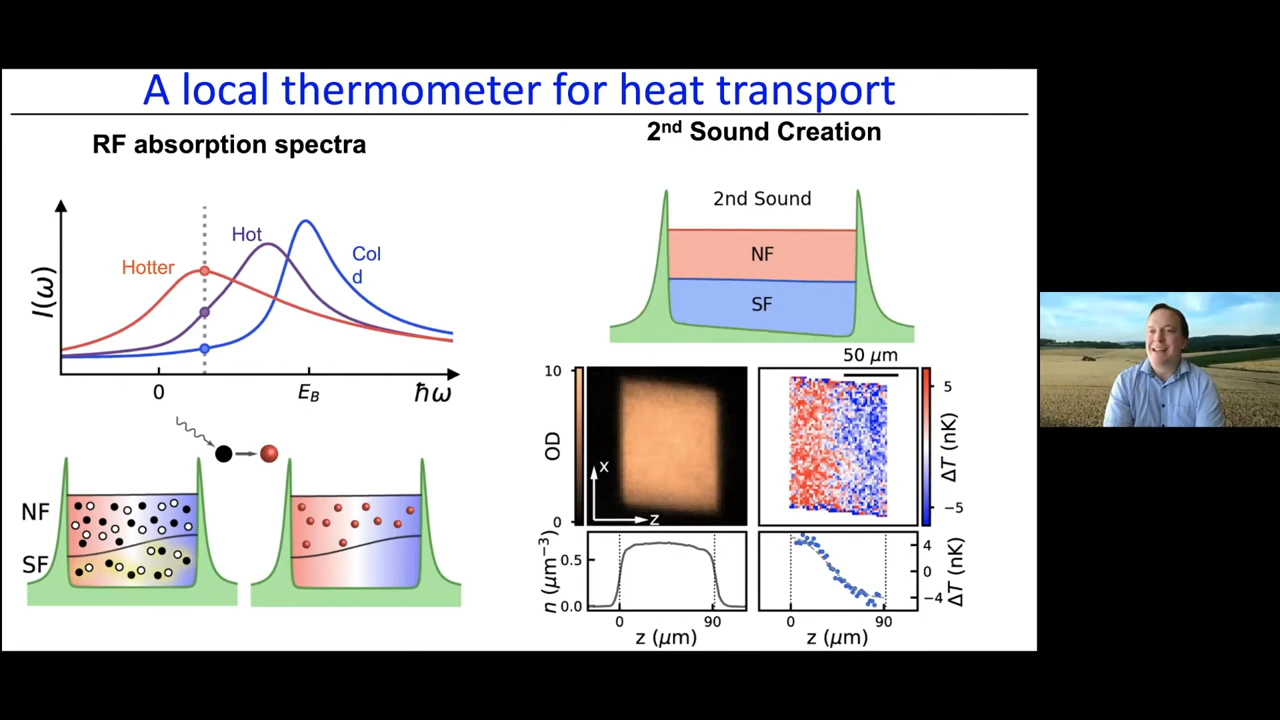 A local thermometer for heat transport
RF absorption spectra
I(ω)
Hotter
Hot
Col
d
0
E_B
ħω
NF
SF
2nd Sound Creation
2nd Sound
NF
SF
50 μm
10
OD
0
x
z
5
−5
ΔT (nK)
n (μm⁻³)
0.5
0.0
0
90
z (μm)
4
0
−4
ΔT (nK)
0
90
z (μm)